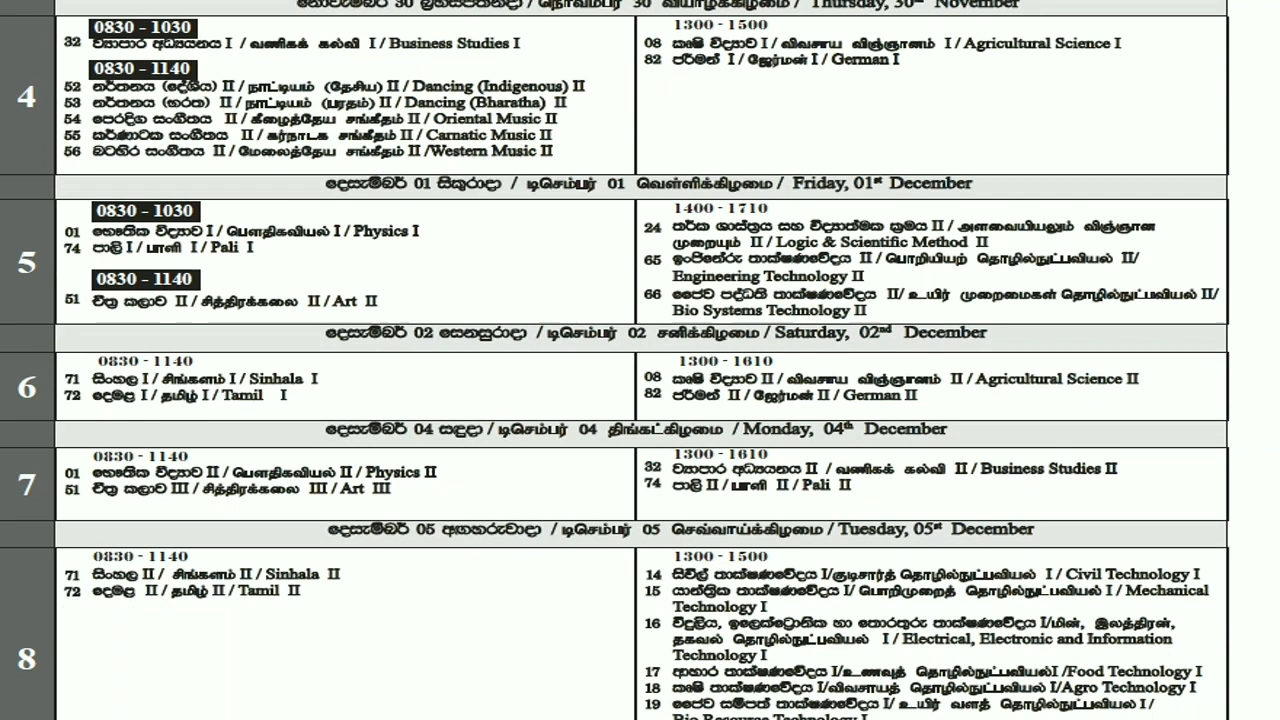 නොවැම්බර් 30 බ්‍රහස්පතින්දා / நொவம்பர் 30 வியாழக்கிழமை / Thursday, 30th November
4
0830 - 1030
32 ව්‍යාපාර අධ්‍යයනය I / வணிகக் கல்வி I / Business Studies I
0830 - 1140
52 නර්තනය (දේශීය) II / நாட்டியம் (தேசிய) II / Dancing (Indigenous) II
53 නර්තනය (භරත) II / நாட்டியம் (பரதம்) II / Dancing (Bharatha) II
54 පෙරදිග සංගීතය II / கீழைத்தேய சங்கீதம் II / Oriental Music II
55 කර්ණාටක සංගීතය II / கர்நாடக சங்கீதம் II / Carnatic Music II
56 බටහිර සංගීතය II / மேலைத்தேய சங்கீதம் II /Western Music II
1300 - 1500
08 කෘෂි විද්‍යාව I / விவசாய விஞ்ஞானம் I / Agricultural Science I
82 ජර්මන් I / ஜேர்மன் I / German I
දෙසැම්බර් 01 සිකුරාදා / டிசெம்பர் 01 வெள்ளிக்கிழமை / Friday, 01st December
5
0830 - 1030
01 භෞතික විද්‍යාව I / பௌதிகவியல் I / Physics I
74 පාලි I / பாளி I / Pali I
0830 - 1140
51 චිත්‍ර කලාව II / சித்திரக்கலை II / Art II
1400 - 1710
24 තර්ක ශාස්ත්‍රය සහ විද්‍යාත්මක ක්‍රමය II / அளவையியலும் விஞ்ஞான
முறையும் II / Logic & Scientific Method II
65 ඉංජිනේරු තාක්ෂණවේදය II / பொறியியற் தொழில்நுட்பவியல் II/
Engineering Technology II
66 ජෛව පද්ධති තාක්ෂණවේදය II/ உயிர் முறைமைகள் தொழில்நுட்பவியல் II/
Bio Systems Technology II
දෙසැම්බර් 02 සෙනසුරාදා / டிசெம்பர் 02 சனிக்கிழமை / Saturday, 02nd December
6
0830 - 1140
71 සිංහල I / சிங்களம் I / Sinhala I
72 දෙමළ I / தமிழ் I / Tamil I
1300 - 1610
08 කෘෂි විද්‍යාව II / விவசாய விஞ்ஞானம் II / Agricultural Science II
82 ජර්මන් II / ஜேர்மன் II / German II
දෙසැම්බර් 04 සඳුදා / டிசெம்பர் 04 திங்கட்கிழமை / Monday, 04th December
7
0830 - 1140
01 භෞතික විද්‍යාව II / பௌதிகவியல் II / Physics II
51 චිත්‍ර කලාව III / சித்திரக்கலை III / Art III
1300 - 1610
32 ව්‍යාපාර අධ්‍යයනය II / வணிகக் கல்வி II / Business Studies II
74 පාලි II / பாளி II / Pali II
දෙසැම්බර් 05 අඟහරුවාදා / டிசெம்பர் 05 செவ்வாய்க்கிழமை / Tuesday, 05st December
8
0830 - 1140
71 සිංහල II / சிங்களம் II / Sinhala II
72 දෙමළ II / தமிழ் II / Tamil II
1300 - 1500
14 සිවිල් තාක්ෂණවේදය I/குடிசார்த் தொழில்நுட்பவியல் I / Civil Technology I
15 යාන්ත්‍රික තාක්ෂණවේදය I/ பொறிமுறைத் தொழில்நுட்பவியல் I / Mechanical
Technology I
16 විදුලිය, ඉලෙක්ට්‍රොනික හා තොරතුරු තාක්ෂණවේදය I/மின், இலத்திரன்,
தகவல் தொழில்நுட்பவியல் I / Electrical, Electronic and Information
Technology I
17 ආහාර තාක්ෂණවේදය I/உணவுத் தொழில்நுட்பவியல்I /Food Technology I
18 කෘෂි තාක්ෂණවේදය I/விவசாயத் தொழில்நுட்பவியல் I/Agro Technology I
19 ජෛව සම්පත් තාක්ෂණවේදය I/ உயிர் வளத் தொழில்நுட்பவியல் I /
Bio Resource Technology I